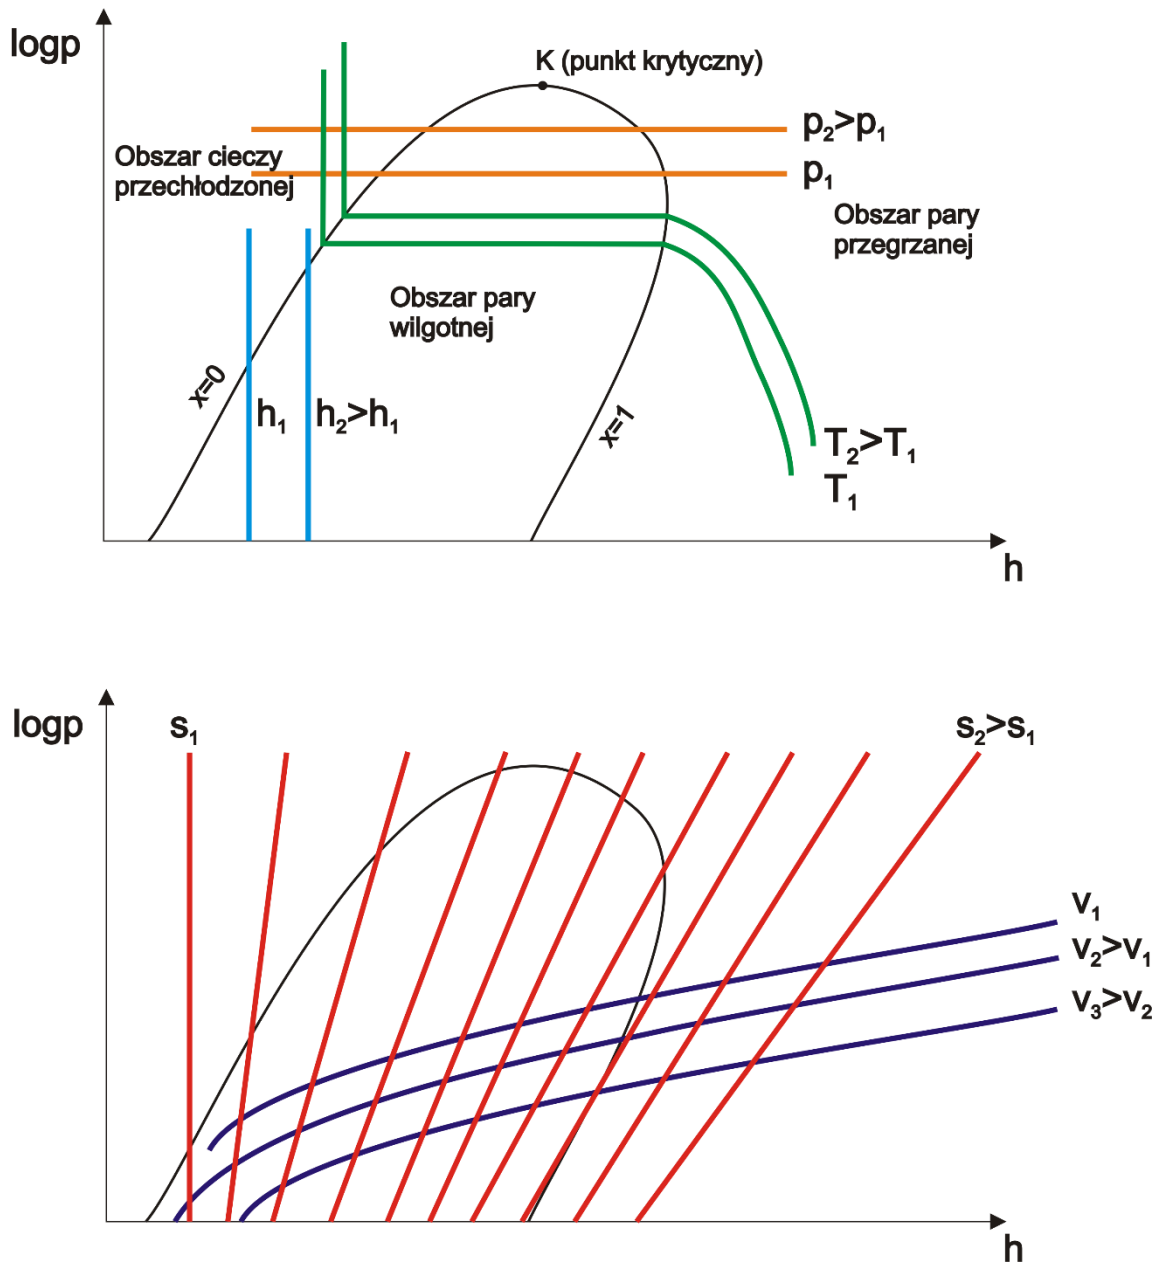 logp
K (punkt krytyczny)
p₂>p₁
Obszar cieczy
przechłodzonej
p₁
Obszar pary
przegrzanej
Obszar pary
wilgotnej
x=0
h₁
h₂>h₁
x=1
T₂>T₁
T₁
h
logp
s₁
s₂>s₁
v₁
v₂>v₁
v₃>v₂
h